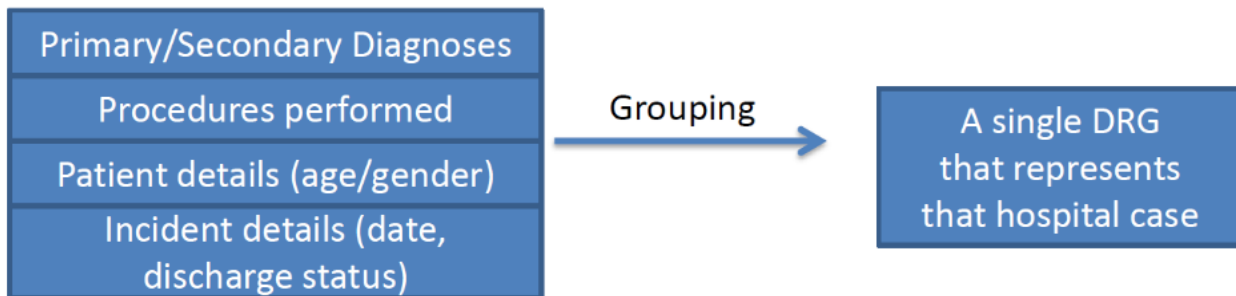 Primary/Secondary Diagnoses
Procedures performed
Patient details (age/gender)
Incident details (date,
discharge status)
Grouping
A single DRG
that represents
that hospital case